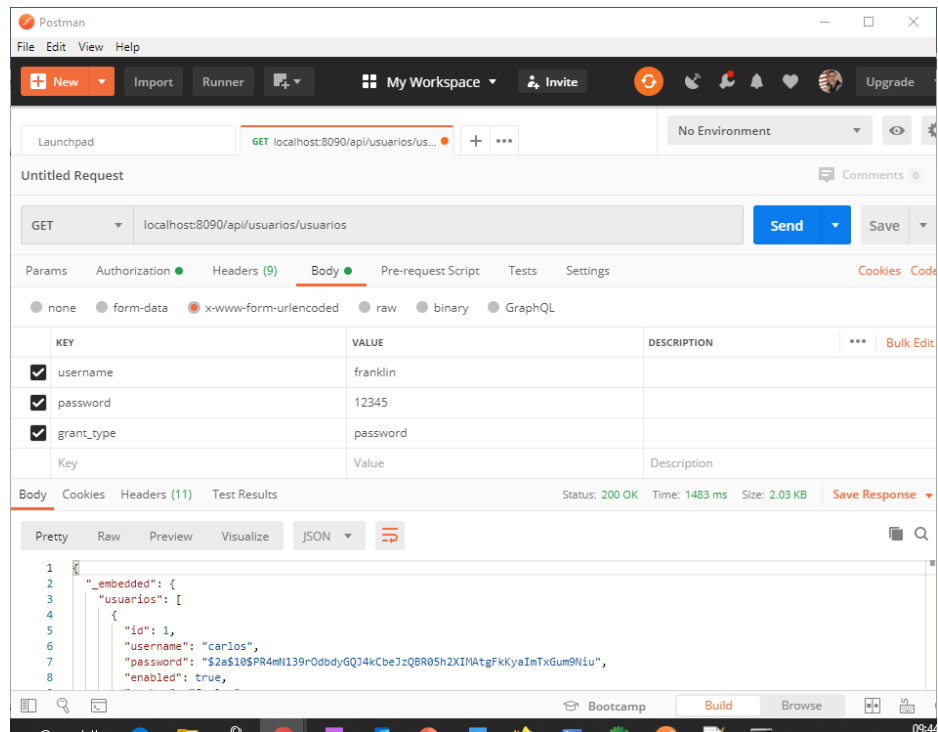 Postman
File Edit View Help
New Import Runner My Workspace Invite Upgrade
Launchpad GET localhost:8090/api/usuarios/us... No Environment
Untitled Request Comments 0
GET localhost:8090/api/usuarios/usuarios Send Save
Params Authorization Headers (9) Body Pre-request Script Tests Settings Cookies Code
none form-data x-www-form-urlencoded raw binary GraphQL
KEY VALUE DESCRIPTION Bulk Edit
username franklin
password 12345
grant_type password
Key Value Description
Body Cookies Headers (11) Test Results Status: 200 OK Time: 1483 ms Size: 2.03 KB Save Response
Pretty Raw Preview Visualize JSON
1 {
2 "_embedded": {
3 "usuarios": [
4 {
5 "id": 1,
6 "username": "carlos",
7 "password": "$2a$10$PR4mN139rOdbdyGQJ4kCbeJzQBR05h2XIMAtgFkKyaImTxGum9Niu",
8 "enabled": true,
Bootcamp Build Browse
09:44